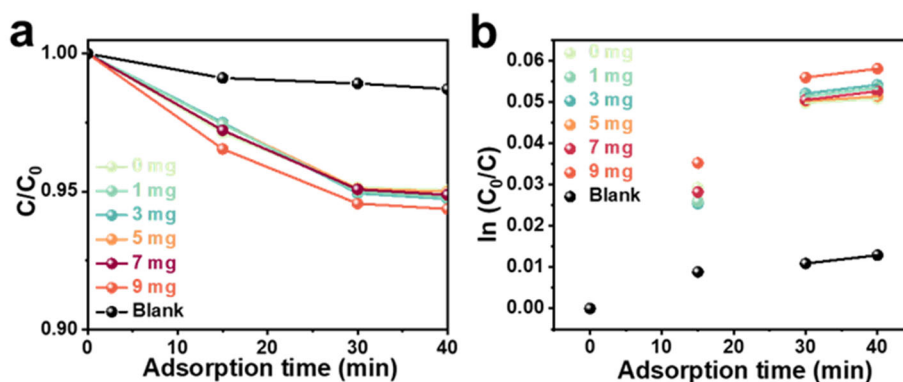 a
1.00
0.95
0.90
C/C₀
0 mg
1 mg
3 mg
5 mg
7 mg
9 mg
Blank
0
10
20
30
40
Adsorption time (min)
b
0.06
0.05
0.04
0.03
0.02
0.01
0.00
ln (C₀/C)
0 mg
1 mg
3 mg
5 mg
7 mg
9 mg
Blank
0
10
20
30
40
Adsorption time (min)